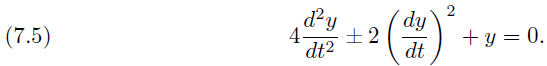 (7.5) 4\frac{d^2y}{dt^2} \pm 2\left(\frac{dy}{dt}\right)^2 + y = 0.